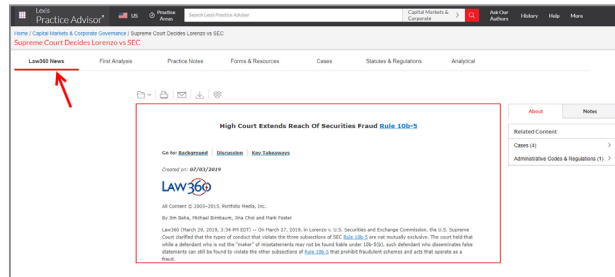 Lexis
Practice Advisor®
US
Practice Areas
Search Lexis Practice Advisor
Capital Markets & Corporate
Ask Our Authors
History
Help
More
Home / Capital Markets & Corporate Governance / Supreme Court Decides Lorenzo vs SEC
Supreme Court Decides Lorenzo vs SEC
Law360 News
First Analysis
Practice Notes
Forms & Resources
Cases
Statutes & Regulations
Analytical
High Court Extends Reach Of Securities Fraud Rule 10b-5
Go to: Background | Discussion | Key Takeaways
Created on: 07/03/2019
LAW360
All Content © 2003-2015, Portfolio Media, Inc.
By Jim Beha, Michael Birnbaum, Jina Choi and Mark Foster
Law360 (March 29, 2019, 3:34 PM EDT) -- On March 27, 2019, in Lorenzo v. U.S. Securities and Exchange Commission, the U.S. Supreme
Court clarified that the types of conduct that violate the three subsections of SEC Rule 10b-5 are not mutually exclusive. The court held that
while a defendant who is not the "maker" of misstatements may not be found liable under 10b-5(b), such defendant who disseminates false
statements can still be found to violate the other subsections of Rule 10b-5 that prohibit fraudulent schemes and acts that operate as a
fraud.
About
Notes
Related Content
Cases (4)
Administrative Codes & Regulations (1)